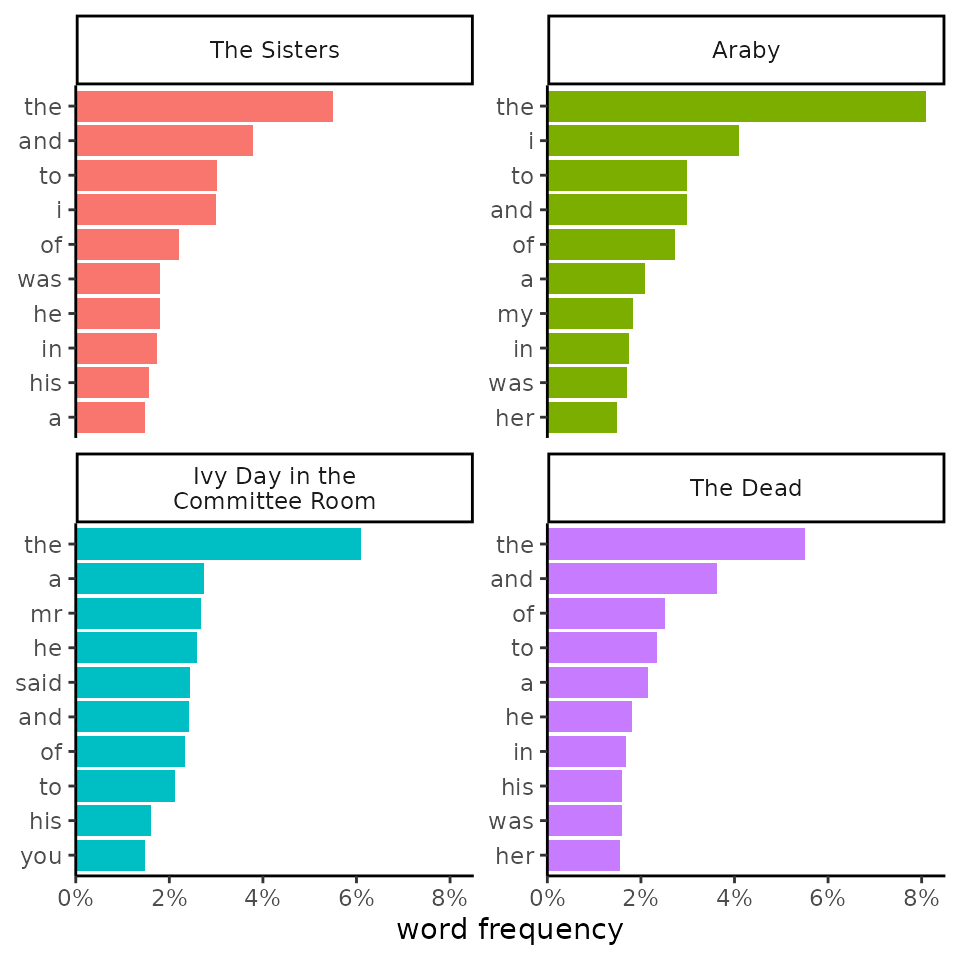 The Sisters
the
and
to
i
of
was
he
in
his
a
Araby
the
i
to
and
of
a
my
in
was
her
Ivy Day in the
Committee Room
the
a
mr
he
said
and
of
to
his
you
0% 2% 4% 6% 8%
The Dead
the
and
of
to
a
he
in
his
was
her
0% 2% 4% 6% 8%
word frequency